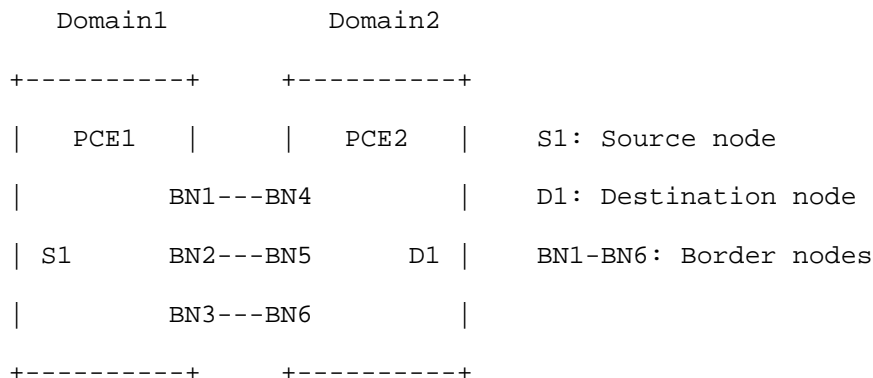 Domain1           Domain2
+----------+     +----------+
|   PCE1   |     |   PCE2   |    S1: Source node
|         BN1---BN4         |    D1: Destination node
| S1      BN2---BN5      D1 |    BN1-BN6: Border nodes
|         BN3---BN6         |
+----------+     +----------+